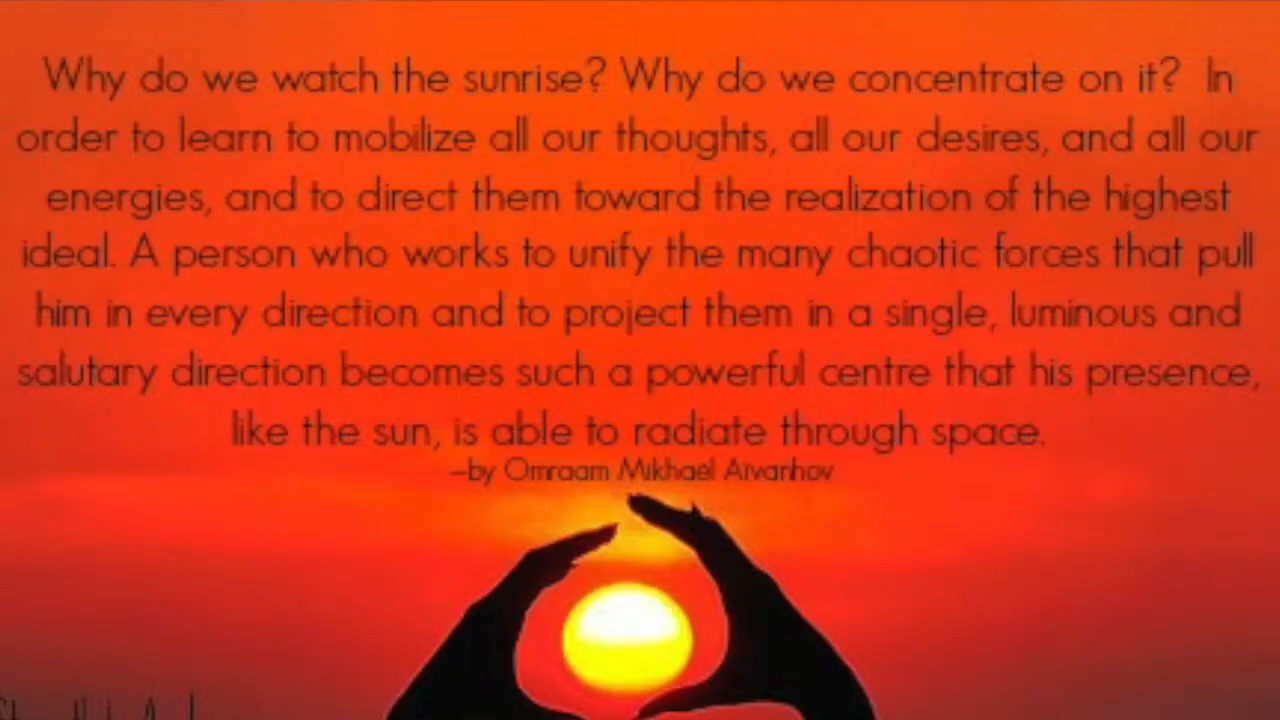 Why do we watch the sunrise? Why do we concentrate on it? In
order to learn to mobilize all our thoughts, all our desires, and all our
energies, and to direct them toward the realization of the highest
ideal. A person who works to unify the many chaotic forces that pull
him in every direction and to project them in a single, luminous and
salutary direction becomes such a powerful centre that his presence,
like the sun, is able to radiate through space.
—by Omraam Mikhael Aivanhov